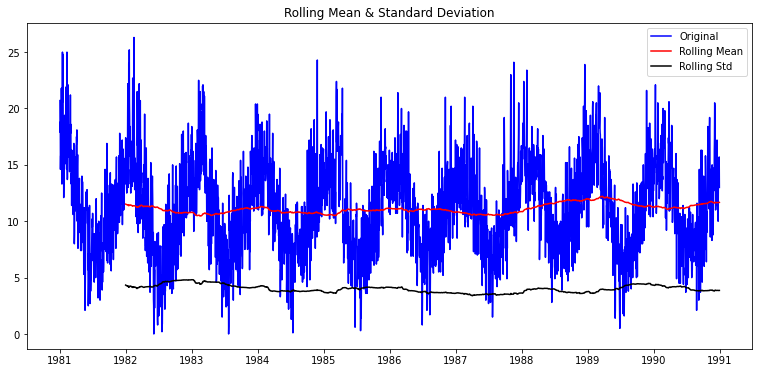 Rolling Mean & Standard Deviation
Original
Rolling Mean
Rolling Std
25
20
15
10
5
0
1981 1982 1983 1984 1985 1986 1987 1988 1989 1990 1991